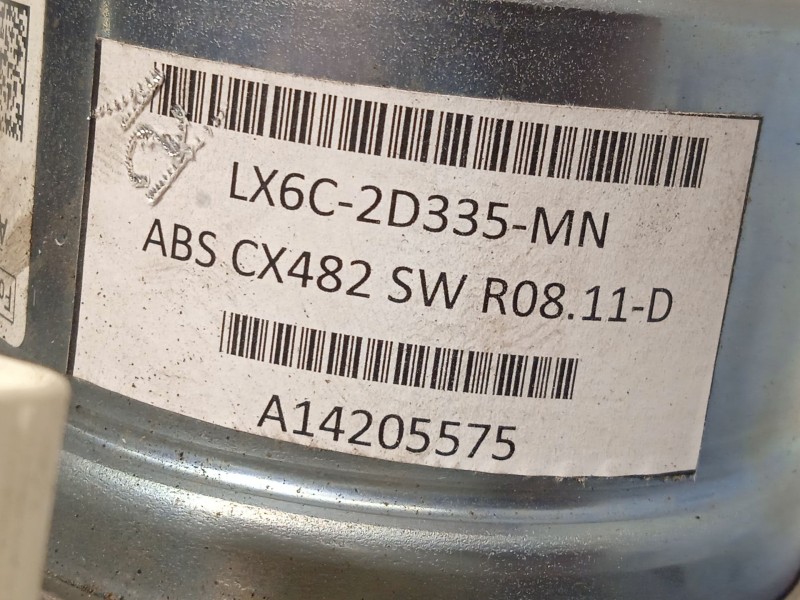 LX6C-2D335-MN
ABS CX482 SW R08.11-D
A14205575